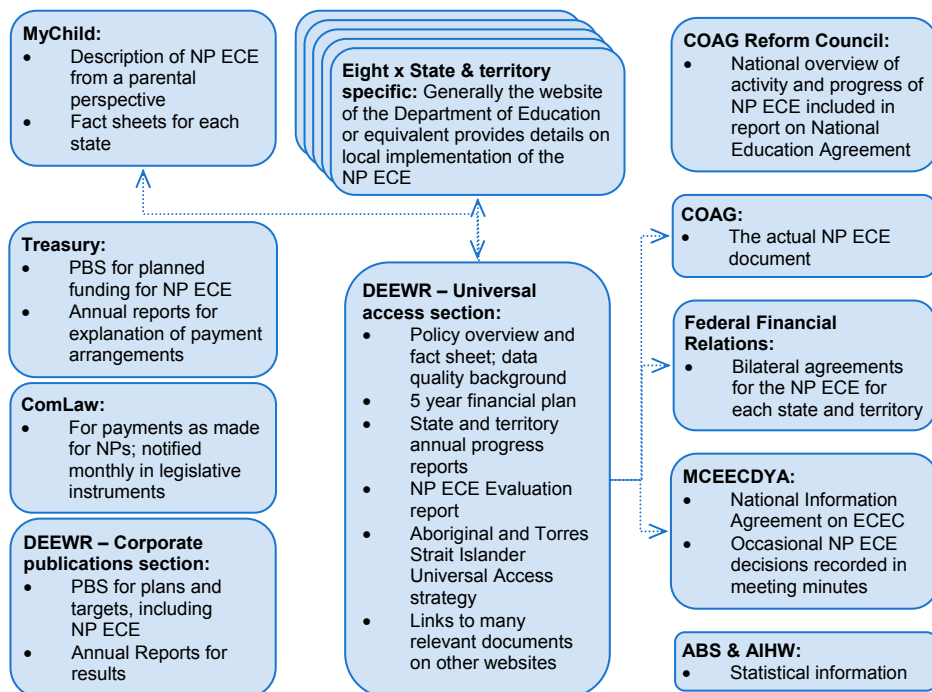 MyChild:
• Description of NP ECE
from a parental
perspective
• Fact sheets for each
state
Eight x State & territory
specific: Generally the website
of the Department of Education
or equivalent provides details on
local implementation of the
NP ECE
COAG Reform Council:
• National overview of
activity and progress of
NP ECE included in
report on National
Education Agreement
Treasury:
• PBS for planned
funding for NP ECE
• Annual reports for
explanation of payment
arrangements
ComLaw:
• For payments as made
for NPs; notified
monthly in legislative
instruments
DEEWR – Corporate
publications section:
• PBS for plans and
targets, including
NP ECE
• Annual Reports for
results
DEEWR – Universal
access section:
• Policy overview and
fact sheet; data
quality background
• 5 year financial plan
• State and territory
annual progress
reports
• NP ECE Evaluation
report
• Aboriginal and Torres
Strait Islander
Universal Access
strategy
• Links to many
relevant documents
on other websites
COAG:
• The actual NP ECE
document
Federal Financial
Relations:
• Bilateral agreements
for the NP ECE for
each state and territory
MCEECDYA:
• National Information
Agreement on ECEC
• Occasional NP ECE
decisions recorded in
meeting minutes
ABS & AIHW:
• Statistical information